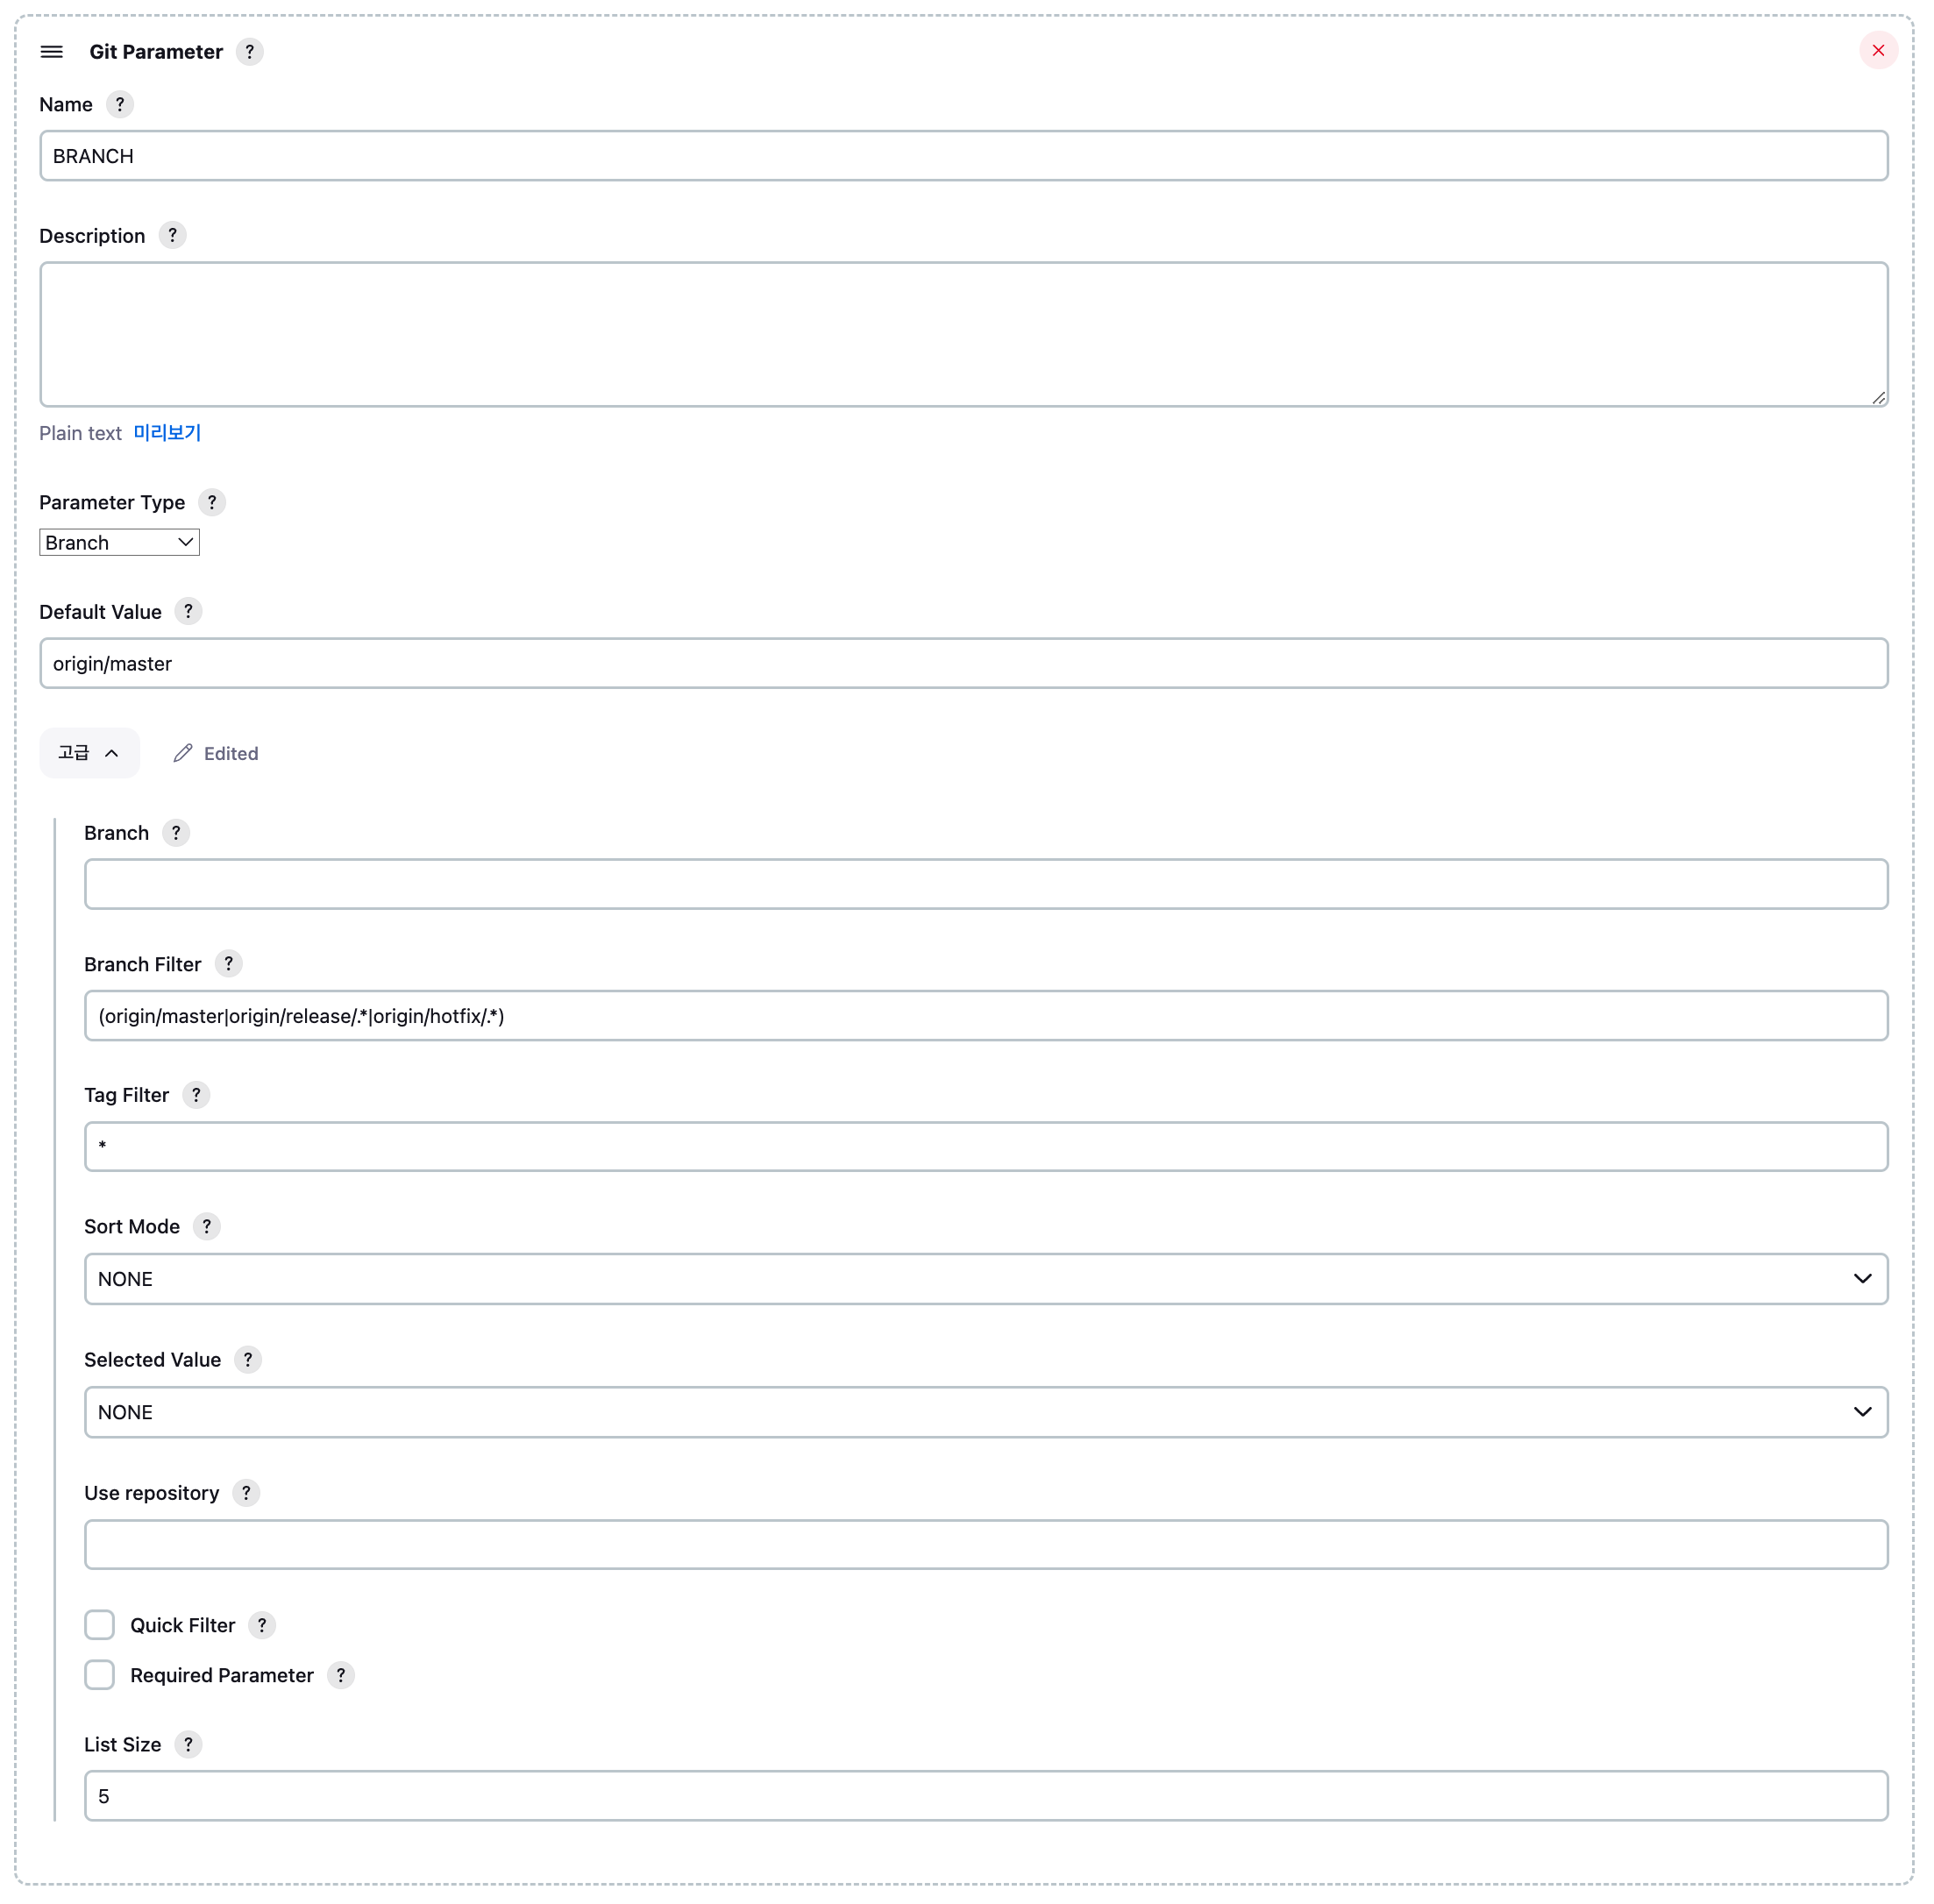 Git Parameter ?
Name ?
BRANCH
Description ?
Plain text 미리보기
Parameter Type ?
Branch
Default Value ?
origin/master
고급 Edited
Branch ?
Branch Filter ?
(origin/master|origin/release/.*|origin/hotfix/.*)
Tag Filter ?
*
Sort Mode ?
NONE
Selected Value ?
NONE
Use repository ?
Quick Filter ?
Required Parameter ?
List Size ?
5